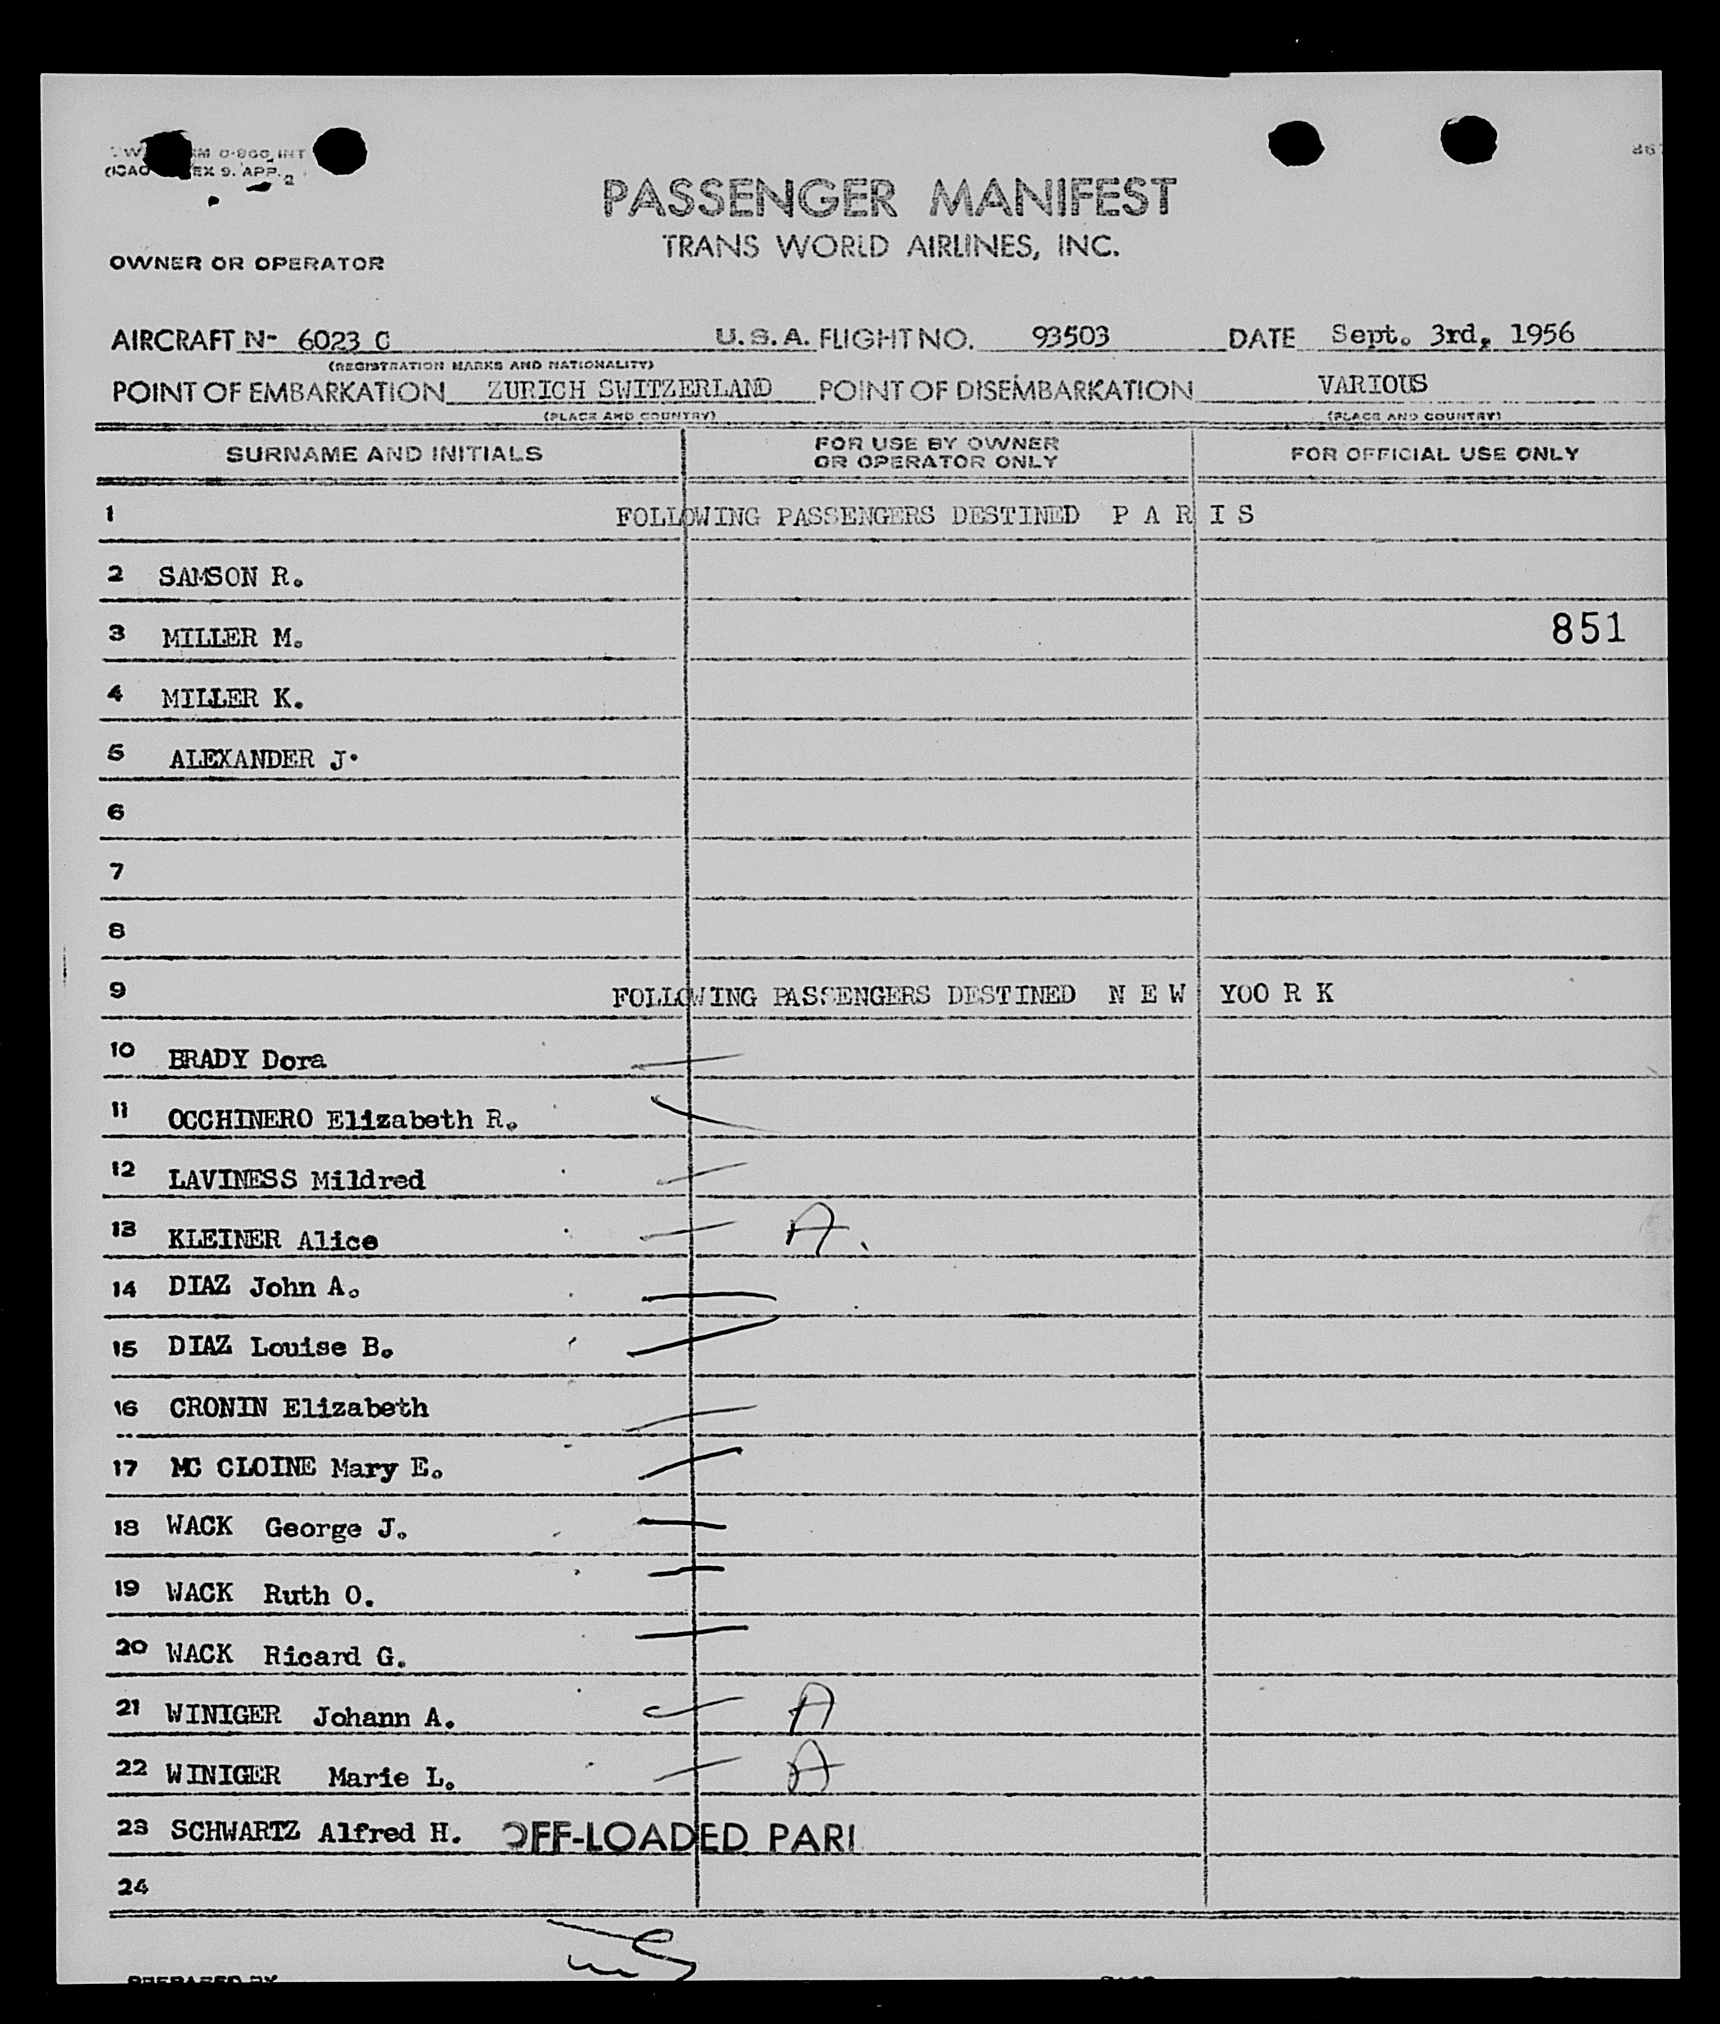 PASSENGER MANIFEST
TRANS WORLD AIRLINES, INC.
OWNER OR OPERATOR
AIRCRAFT N- 6023 C U.S.A. FLIGHT NO. 93503 DATE Sept. 3rd, 1956
(REGISTRATION MARKS AND NATIONALITY)
POINT OF EMBARKATION ZURICH SWITZERLAND POINT OF DISEMBARKATION VARIOUS
(PLACE AND COUNTRY) (PLACE AND COUNTRY)
SURNAME AND INITIALS FOR USE BY OWNER OR OPERATOR ONLY FOR OFFICIAL USE ONLY
1 FOLLOWING PASSENGERS DESTINED P A R I S
2 SAMSON R.
3 MILLER M. 851
4 MILLER K.
5 ALEXANDER J.
6
7
8
9 FOLLOWING PASSENGERS DESTINED N E W YOO R K
10 BRADY Dora
11 OCCHINERO Elizabeth R.
12 LAVINESS Mildred
13 KLEINER Alice A.
14 DIAZ John A.
15 DIAZ Louise B.
16 CRONIN Elizabeth
17 MC CLOINE Mary E.
18 WACK George J.
19 WACK Ruth O.
20 WACK Ricard G.
21 WINIGER Johann A. A
22 WINIGER Marie L. A
23 SCHWARTZ Alfred H. OFF-LOADED PARI
24
PREPARED BY